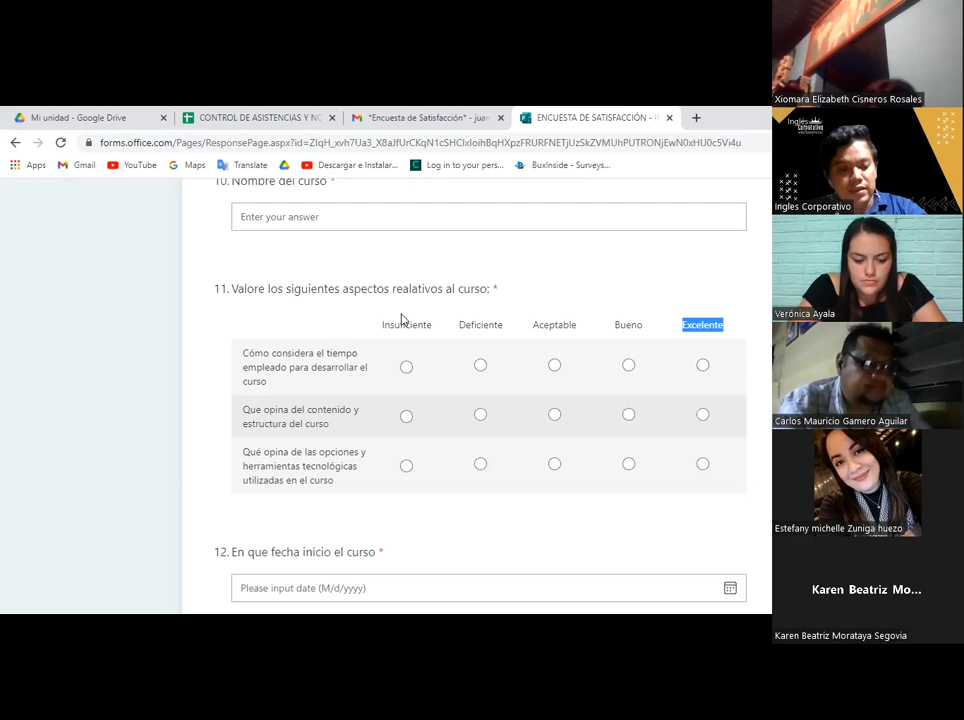 Mi unidad - Google Drive
CONTROL DE ASISTENCIAS Y NO
"Encuesta de Satisfacción" - juan
ENCUESTA DE SATISFACCIÓN - I
forms.office.com/Pages/ResponsePage.aspx?id=
Apps
Gmail
YouTube
Maps
Translate
Descargar e Instalar...
Log in to your pers...
BuxInside - Surveys...
10. Nombre del curso *
Enter your answer
11. Valore los siguientes aspectos realativos al curso: *
Insuficiente Deficiente Aceptable Bueno Excelente
Cómo considera el tiempo
empleado para desarrollar el
curso
Que opina del contenido y
estructura del curso
Qué opina de las opciones y
herramientas tecnológicas
utilizadas en el curso
12. En que fecha inicio el curso *
Please input date (M/d/yyyy)
Xiomara Elizabeth Cisneros Rosales
Inglés
Corporativo
Ingles Corporativo
Verónica Ayala
Carlos Mauricio Gamero Aguilar
Estefany michelle Zuniga huezo
Karen Beatriz Mo...
Karen Beatriz Morataya Segovia